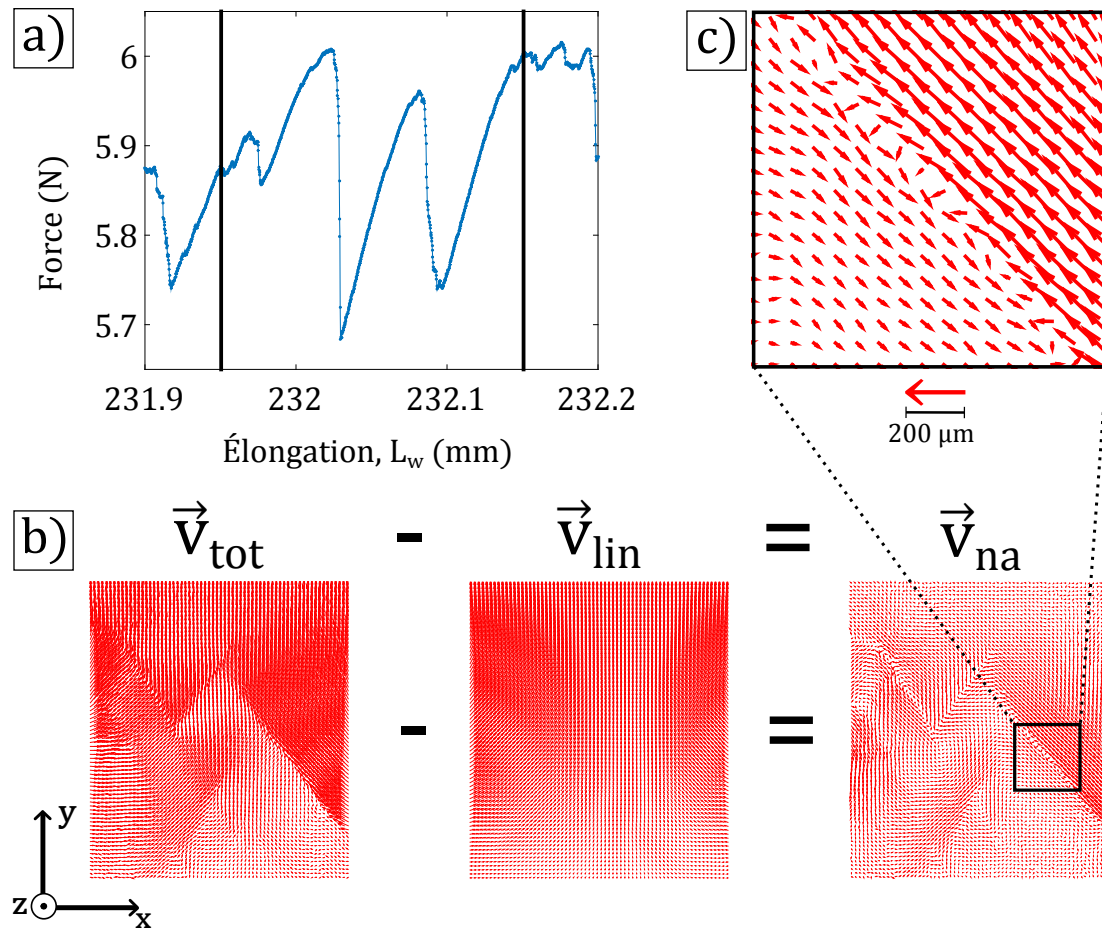 a)
6
5.9
5.8
5.7
Force (N)
231.9 232 232.1 232.2
Élongation, L_w (mm)
c)
200 μm
b)
v⃗_tot - v⃗_lin = v⃗_na
- =
y
z x